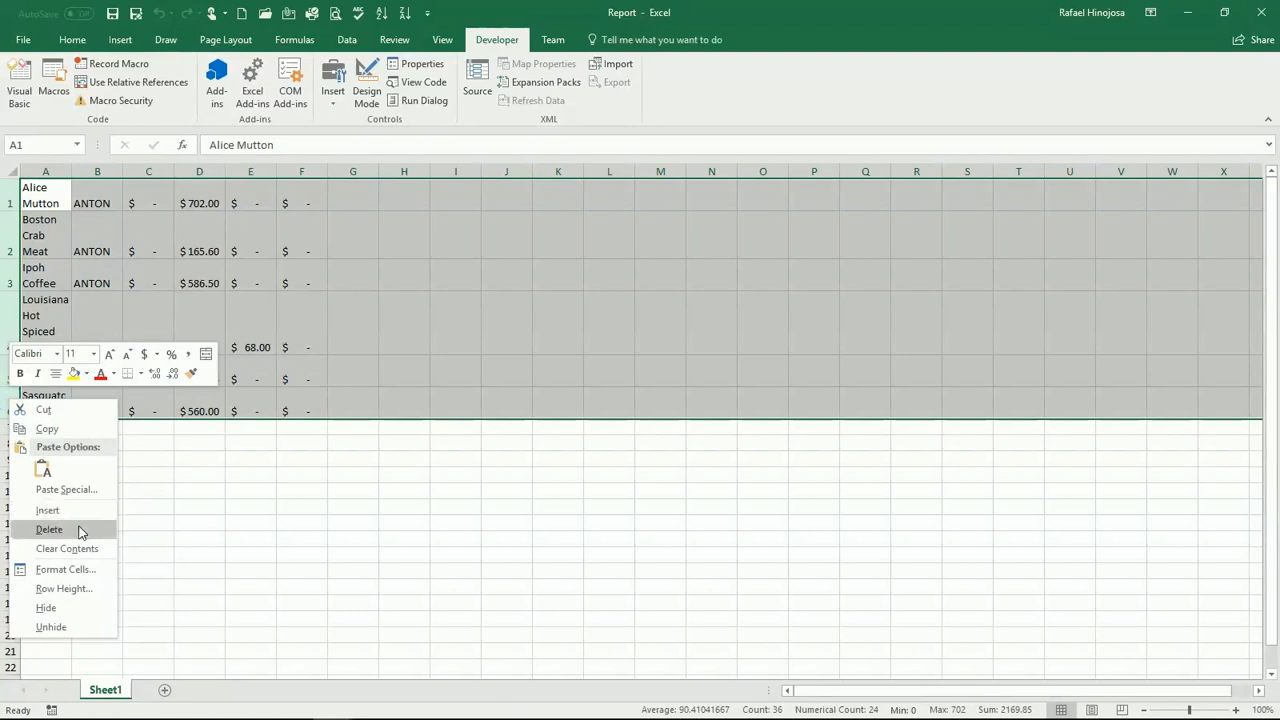 AutoSave Off
Report - Excel
Rafael Hinojosa
File Home Insert Draw Page Layout Formulas Data Review View Developer Team Tell me what you want to do Share
Visual Basic
Macros
Record Macro
Use Relative References
Macro Security
Code
Add-ins
Excel Add-ins
COM Add-ins
Add-ins
Insert
Design Mode
Properties
View Code
Run Dialog
Controls
Source
Map Properties
Expansion Packs
Refresh Data
Import
Export
XML
A1 fx Alice Mutton
A B C D E F G H I J K L M N O P Q R S T U V W X
Alice
1 Mutton ANTON $ - $ 702.00 $ - $ -
Boston
Crab
2 Meat ANTON $ - $ 165.60 $ - $ -
Ipoh
3 Coffee ANTON $ - $ 586.50 $ - $ -
Louisiana
Hot
Spiced
$ 68.00 $ -
Calibri 11 A A $ % ,
B I A
$ - $ -
Sasquatc
$ - $ 560.00 $ - $ -
Cut
Copy
Paste Options:
Paste Special...
Insert
Delete
Clear Contents
Format Cells...
Row Height...
Hide
Unhide
21
22
Sheet1
Ready
Average: 90.41041667 Count: 36 Numerical Count: 24 Min: 0 Max: 702 Sum: 2169.85
100%